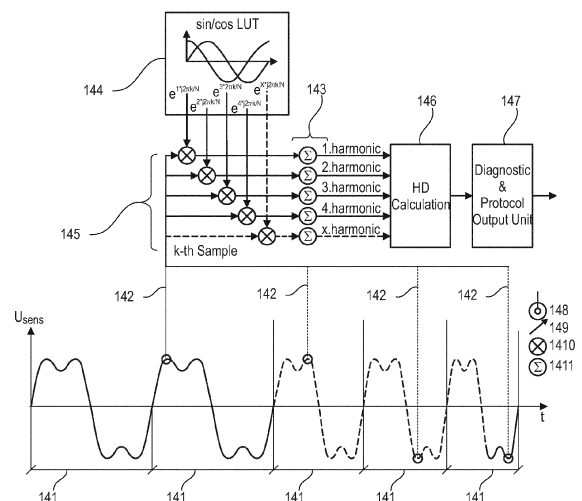 sin/cos LUT
144
e^1*j2πk/N
e^2*j2πk/N
e^3*2πk/N
e^4*j2πk/N
e^X*j2πk/N
143
146
147
1.harmonic
2.harmonic
3.harmonic
4.harmonic
x.harmonic
HD
Calculation
Diagnostic
&
Protocol
Output Unit
145
k-th Sample
142
142
142
142
U_sens
148
149
1410
1411
t
141
141
141
141
141